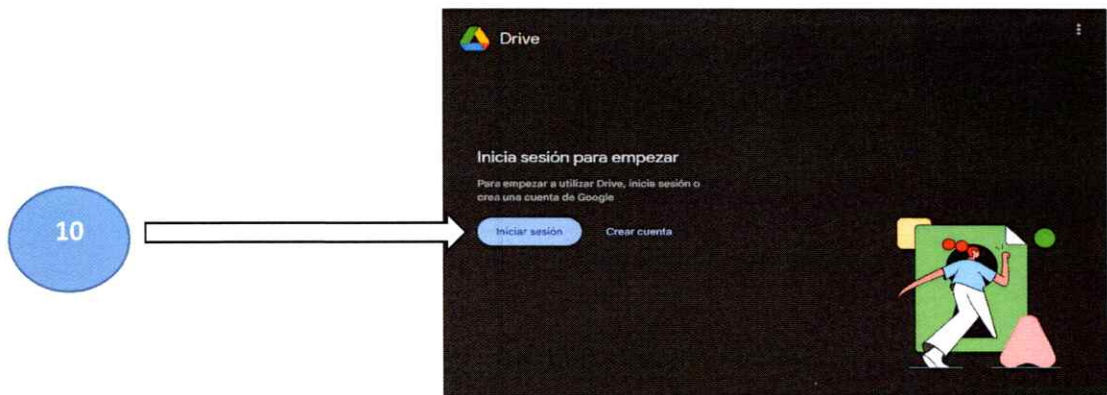 Drive
Inicia sesión para empezar
Para empezar a utilizar Drive, inicia sesión o
crea una cuenta de Google
10
Iniciar sesión Crear cuenta